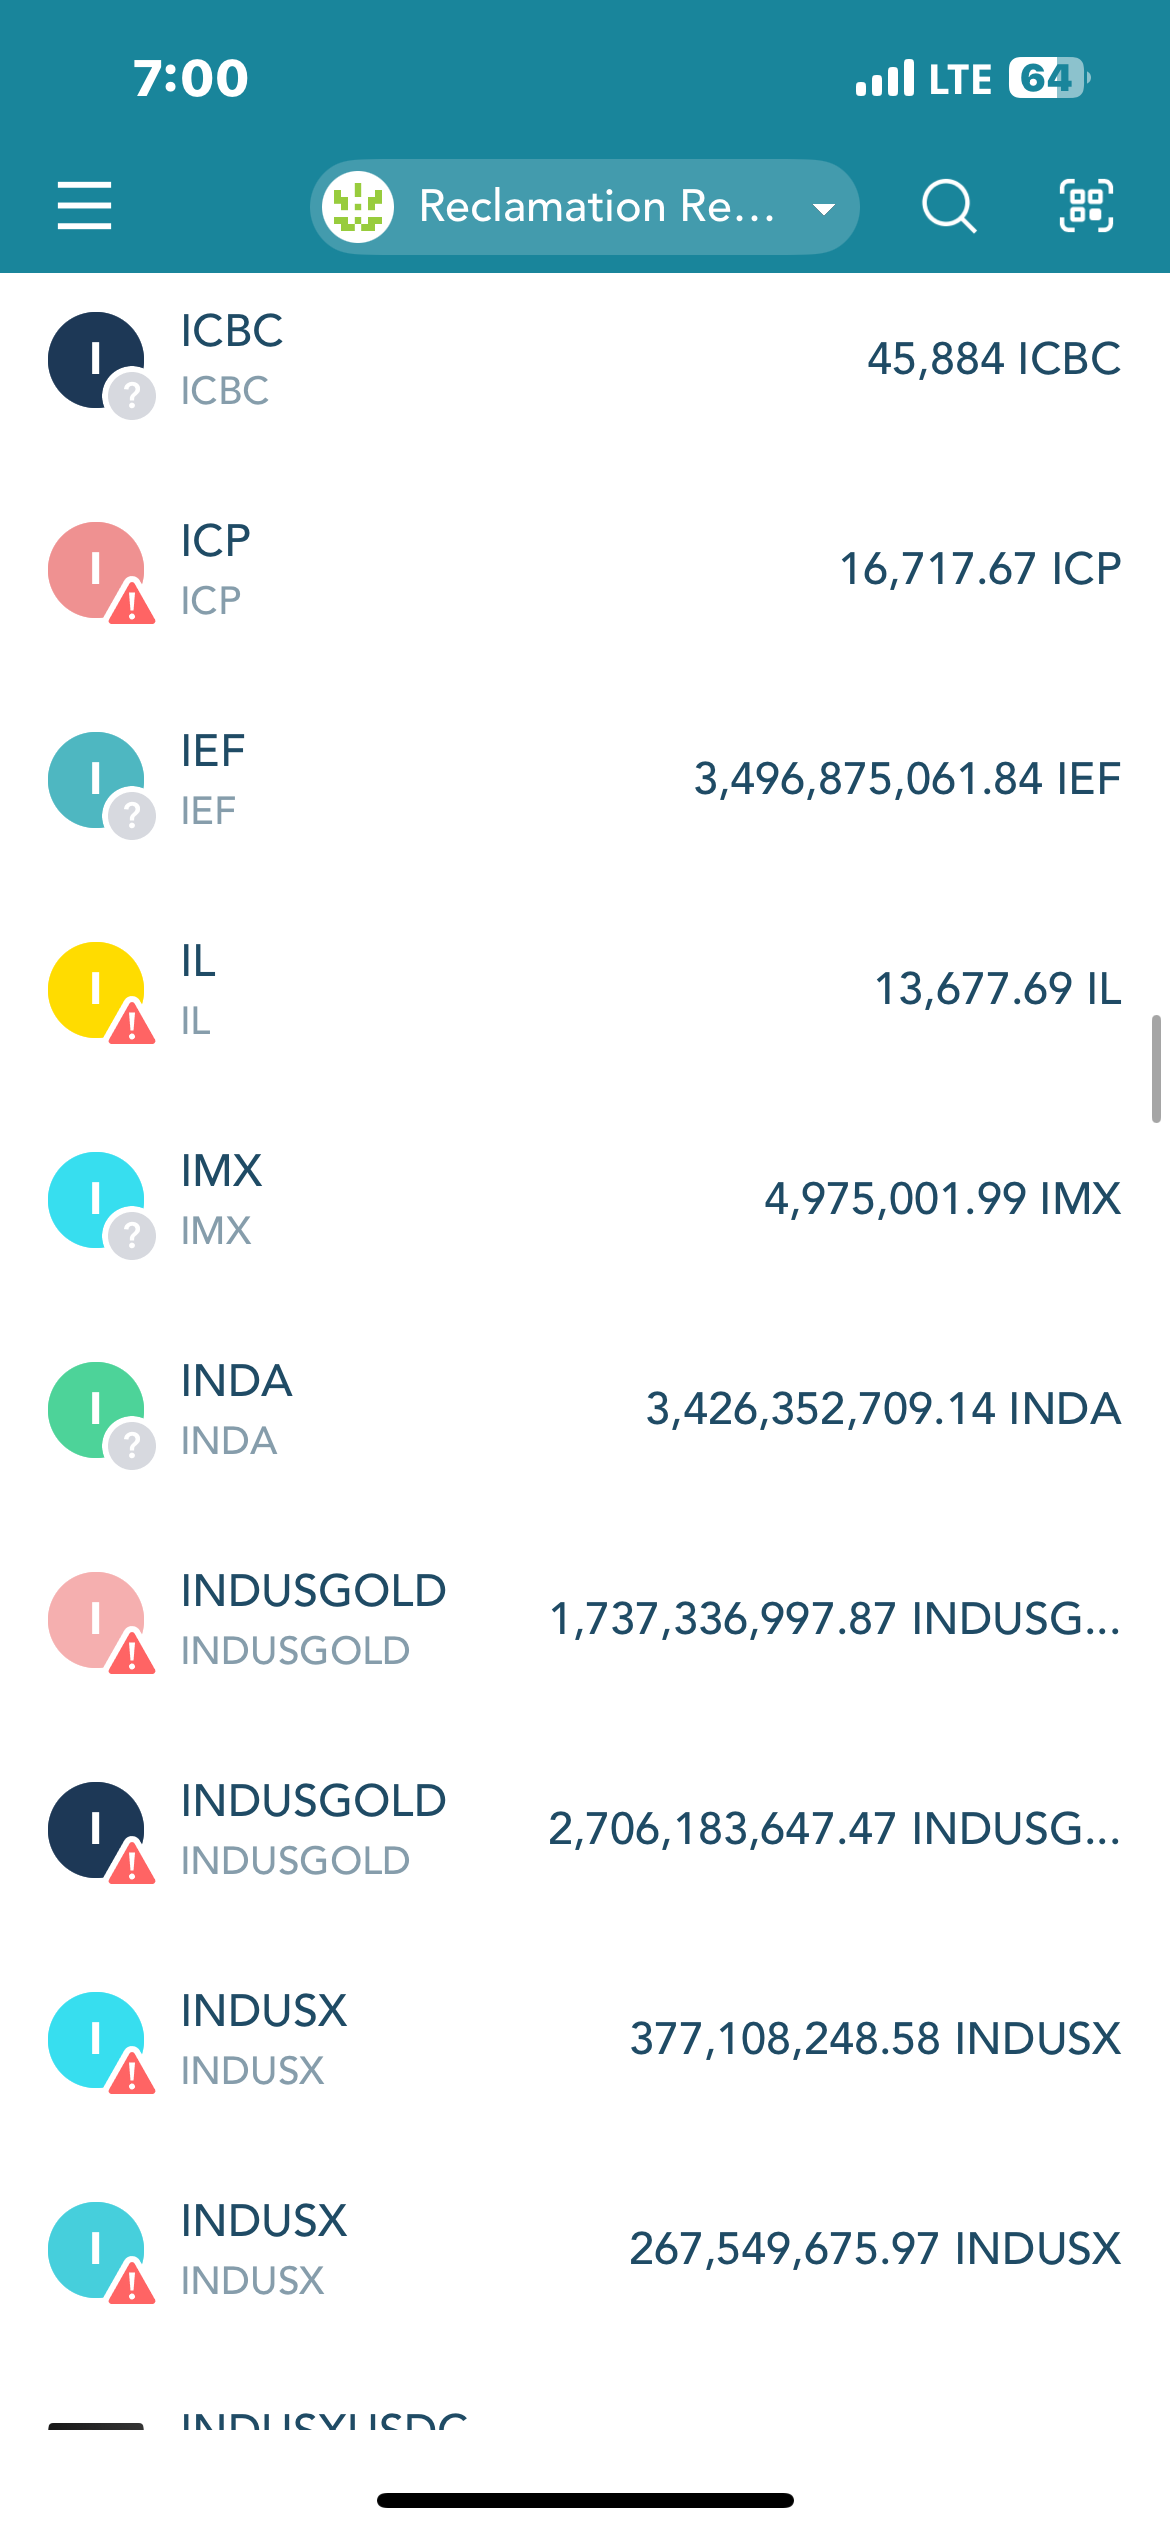 7:00
LTE 64
Reclamation Re...
I
ICBC
ICBC
45,884 ICBC
?
I
ICP
ICP
16,717.67 ICP
!
I
IEF
IEF
3,496,875,061.84 IEF
?
I
IL
IL
13,677.69 IL
!
I
IMX
IMX
4,975,001.99 IMX
?
I
INDA
INDA
3,426,352,709.14 INDA
?
I
INDUSGOLD
INDUSGOLD
1,737,336,997.87 INDUSG...
!
I
INDUSGOLD
INDUSGOLD
2,706,183,647.47 INDUSG...
!
I
INDUSX
INDUSX
377,108,248.58 INDUSX
!
I
INDUSX
INDUSX
267,549,675.97 INDUSX
!
INDUSXUSDC